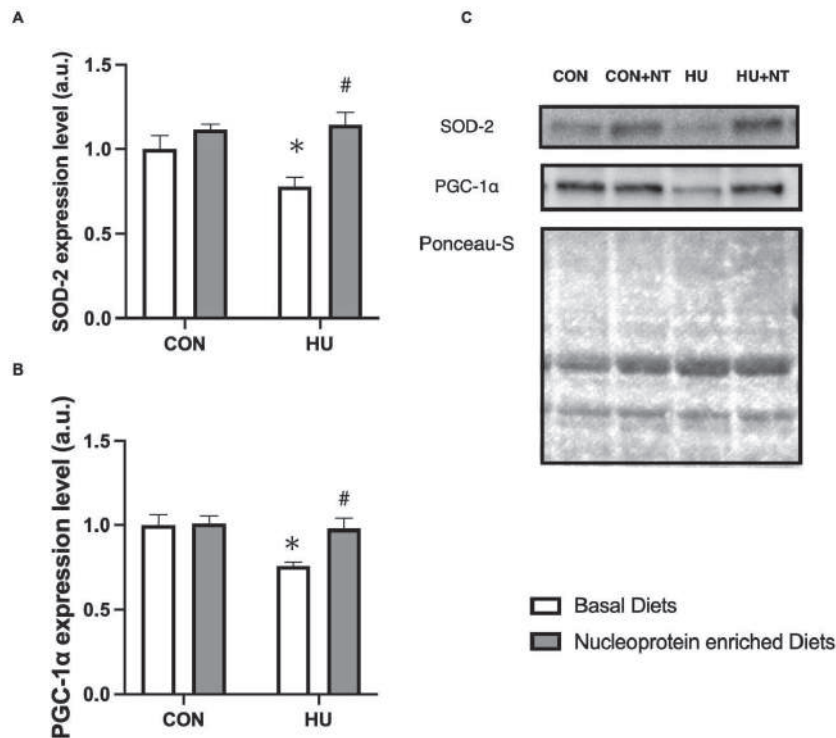 A
SOD-2 expression level (a.u.)
1.5
1.0
0.5
0.0
*
#
CON
HU
B
PGC-1α expression level (a.u.)
1.5
1.0
0.5
0.0
*
#
CON
HU
C
CON CON+NT HU HU+NT
SOD-2
PGC-1α
Ponceau-S
Basal Diets
Nucleoprotein enriched Diets